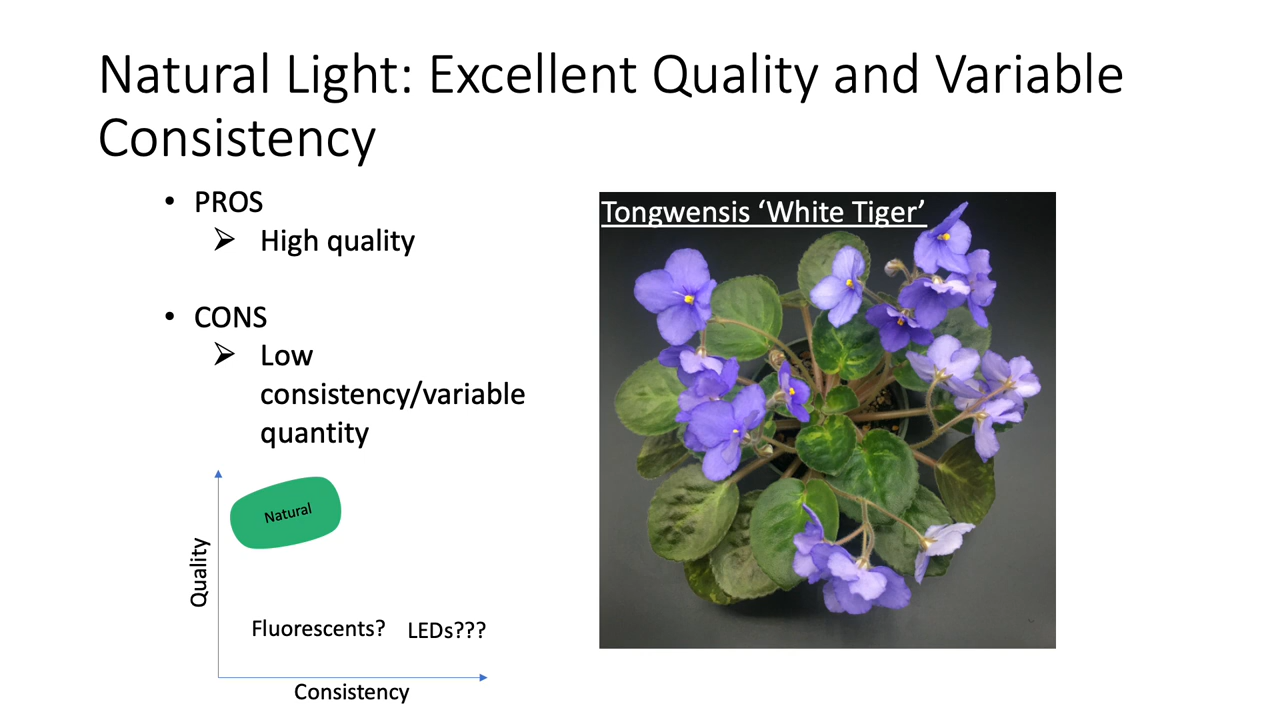 Natural Light: Excellent Quality and Variable
Consistency
• PROS
➢ High quality
• CONS
➢ Low
consistency/variable
quantity
Tongwensis ‘White Tiger’
Natural
Quality
Fluorescents? LEDs???
Consistency